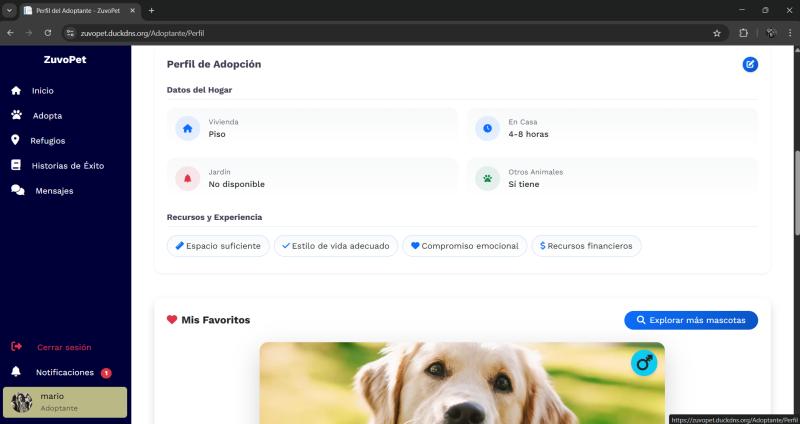 Perfil del Adoptante - ZuvoPet
zuvopet.duckdns.org/Adoptante/Perfil
ZuvoPet
Inicio
Adopta
Refugios
Historias de Éxito
Mensajes
Cerrar sesión
Notificaciones 1
mario
Adoptante
Perfil de Adopción
Datos del Hogar
Vivienda
Piso
En Casa
4-8 horas
Jardín
No disponible
Otros Animales
Sí tiene
Recursos y Experiencia
Espacio suficiente
Estilo de vida adecuado
Compromiso emocional
Recursos financieros
Mis Favoritos
Explorar más mascotas
https://zuvopet.duckdns.org/Adoptante/Perfil